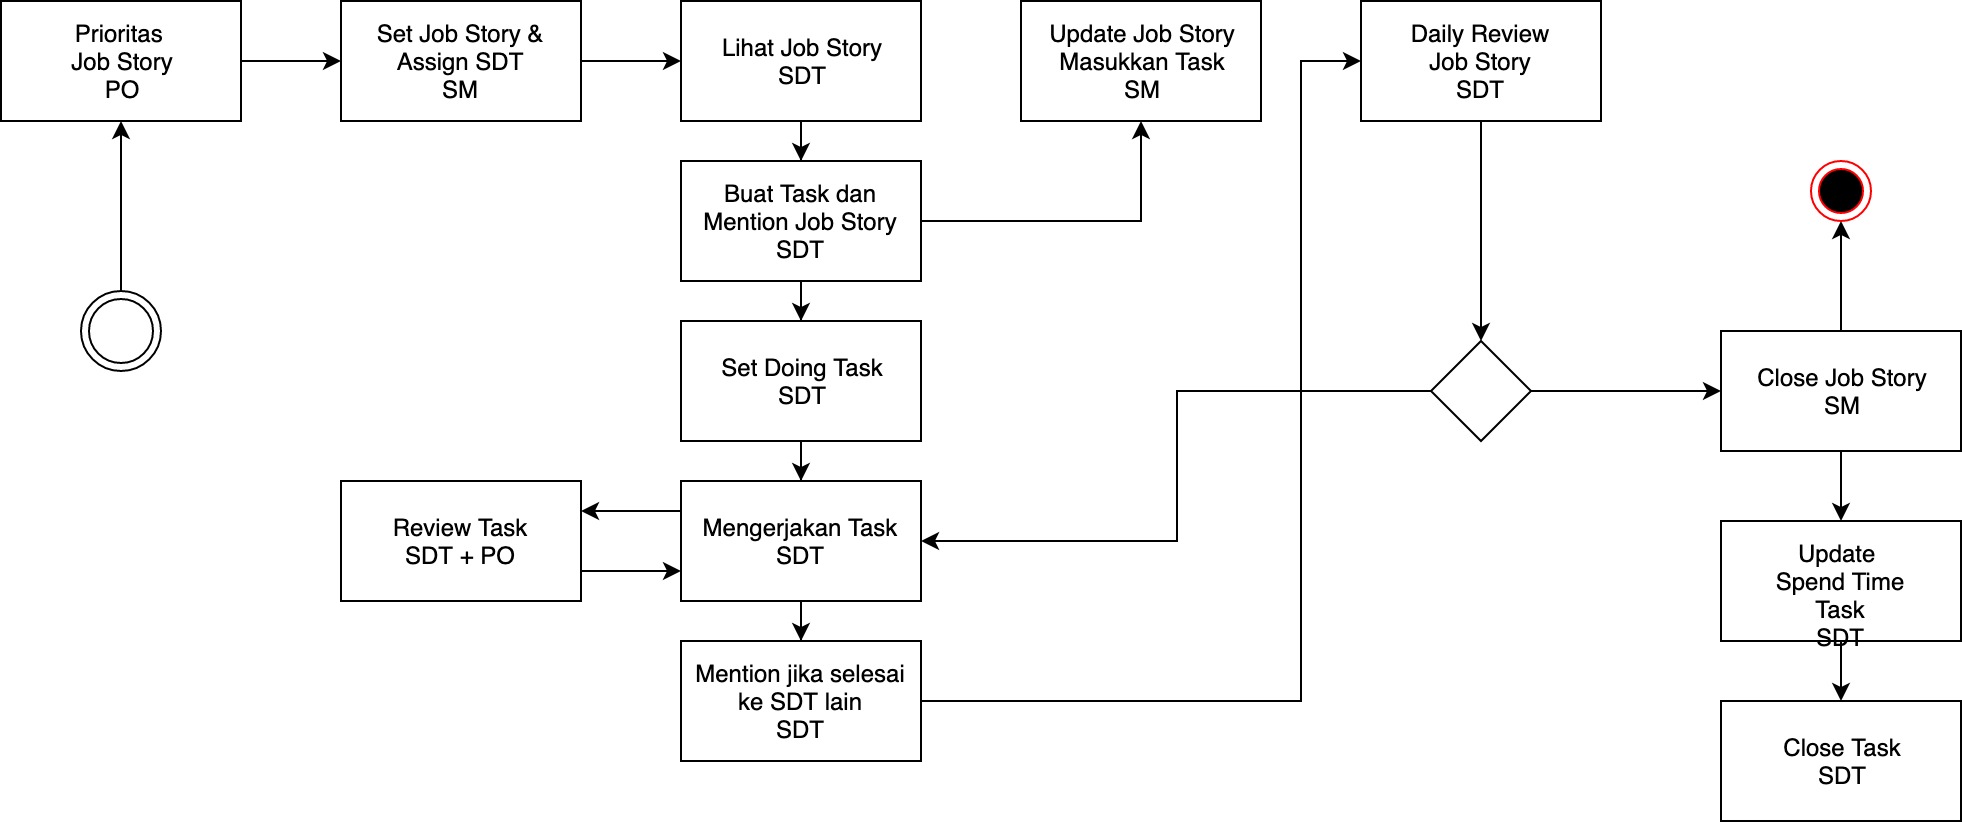 Prioritas
Job Story
PO
Set Job Story &
Assign SDT
SM
Lihat Job Story
SDT
Update Job Story
Masukkan Task
SM
Daily Review
Job Story
SDT
Buat Task dan
Mention Job Story
SDT
Set Doing Task
SDT
Close Job Story
SM
Review Task
SDT + PO
Mengerjakan Task
SDT
Update
Spend Time
Task
SDT
Mention jika selesai
ke SDT lain
SDT
Close Task
SDT